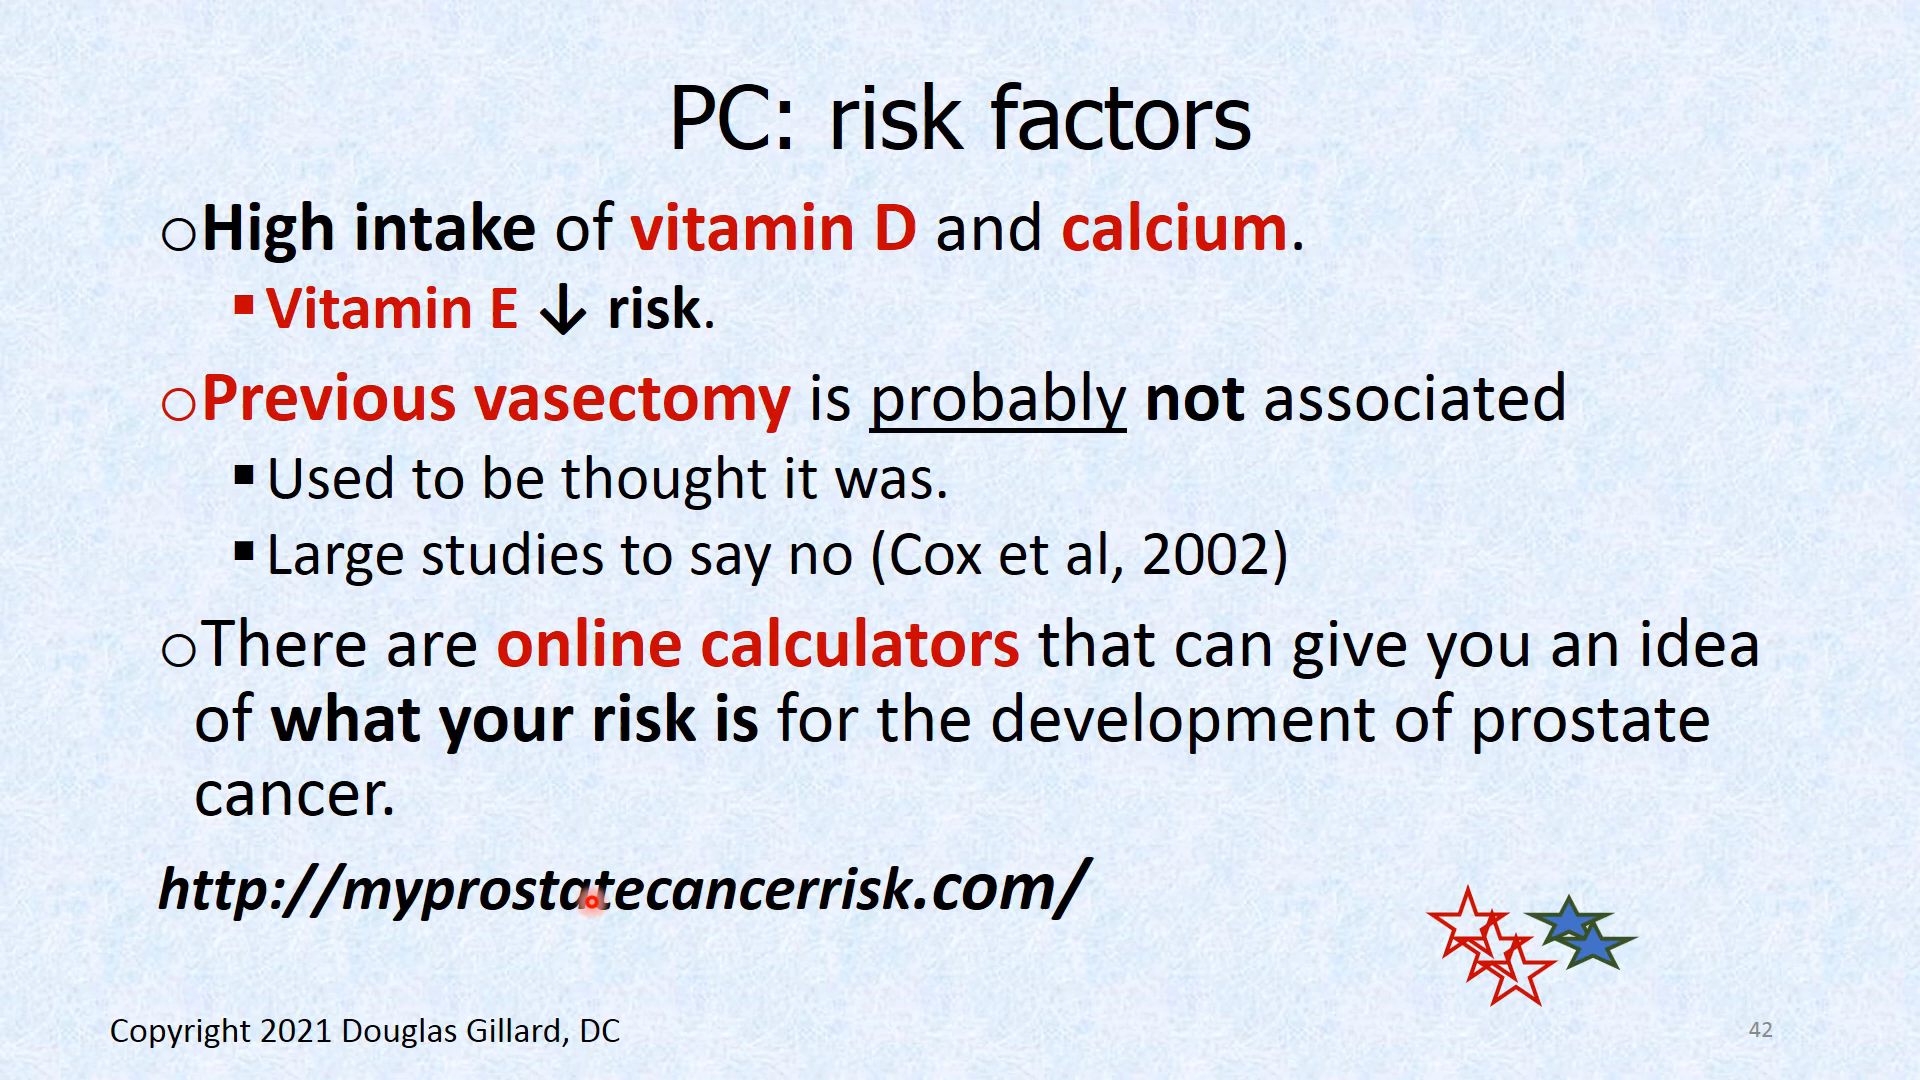 PC: risk factors
High intake of vitamin D and calcium.
Vitamin E ↓ risk.
Previous vasectomy is probably not associated
Used to be thought it was.
Large studies to say no (Cox et al, 2002)
There are online calculators that can give you an idea
of what your risk is for the development of prostate
cancer.
http://myprostatecancerrisk.com/
Copyright 2021 Douglas Gillard, DC
42